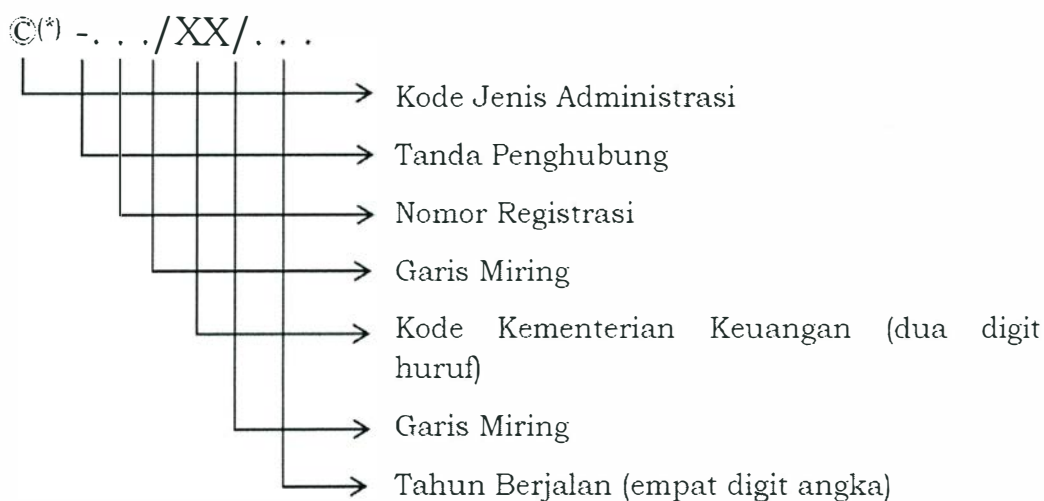 ©(*) -. . ./XX/. . .
Kode Jenis Administrasi
Tanda Penghubung
Nomor Registrasi
Garis Miring
Kode Kementerian Keuangan (dua digit
huruf)
Garis Miring
Tahun Berjalan (empat digit angka)